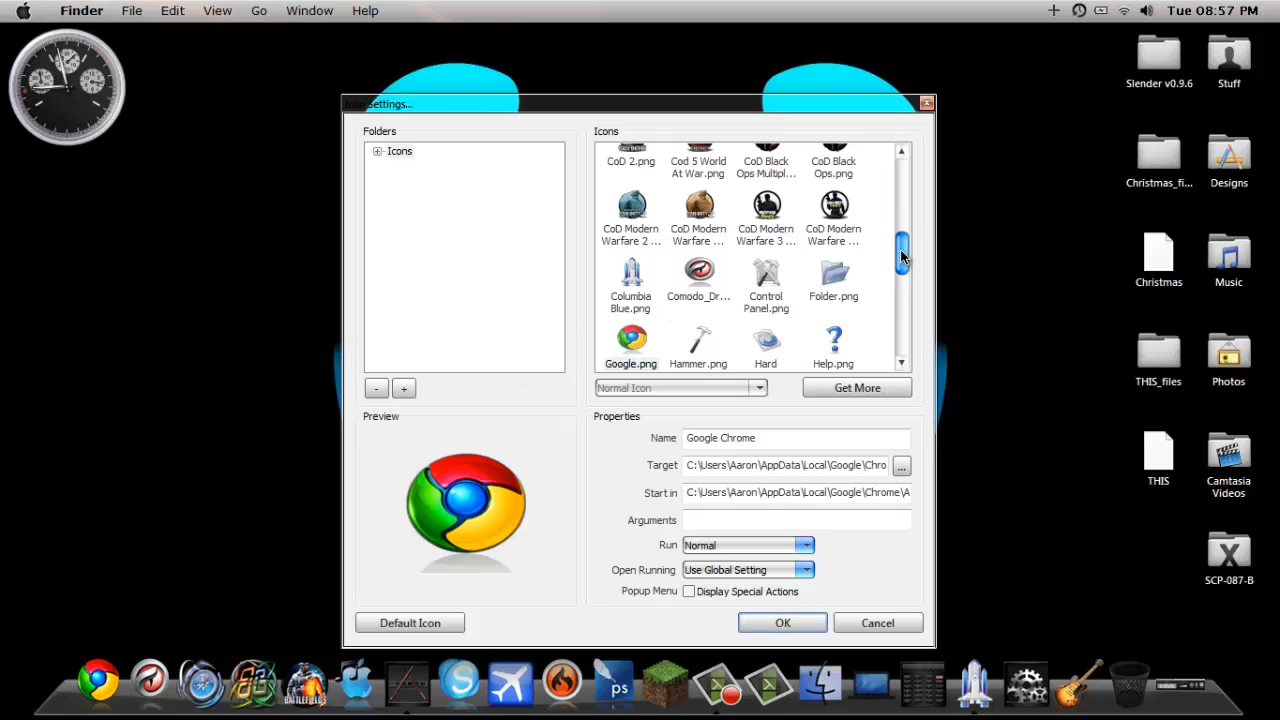 Finder File Edit View Go Window Help Tue 08:57 PM
Slender v0.9.6 Stuff
Christmas_fi... Designs
Christmas Music
THIS_files Photos
THIS Camtasia
Videos
SCP-087-B
Icon Settings...
Folders
Icons
- +
Icons
CoD 2.png Cod 5 World
At War.png CoD Black
Ops Multipl... CoD Black
Ops.png
CoD Modern
Warfare 2 ... CoD Modern
Warfare ... CoD Modern
Warfare 3 ... CoD Modern
Warfare ...
Columbia
Blue.png Comodo_Dr... Control
Panel.png Folder.png
Google.png Hammer.png Hard Help.png
Normal Icon Get More
Preview
Properties
Name Google Chrome
Target C:\Users\Aaron\AppData\Local\Google\Chro ...
Start in C:\Users\Aaron\AppData\Local\Google\Chrome\A
Arguments
Run Normal
Open Running Use Global Setting
Popup Menu Display Special Actions
Default Icon OK Cancel
ps